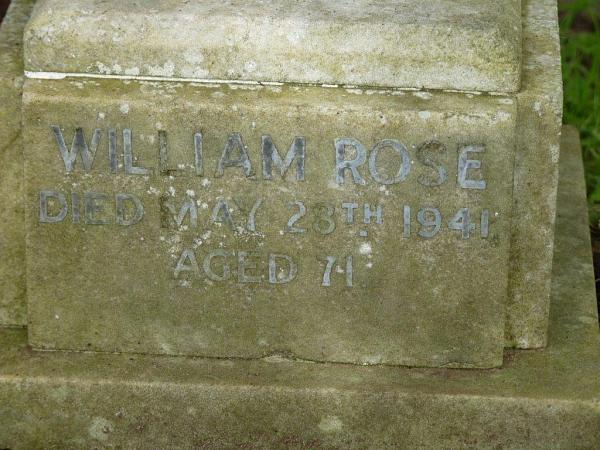 WILLIAM ROSE
DIED MAY 28TH. 1941.
AGED 71